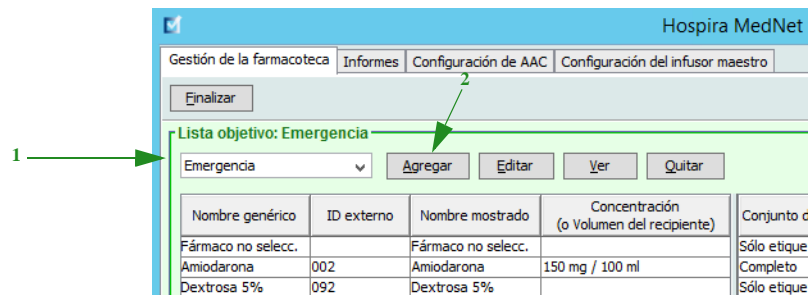 Hospira MedNet
Gestión de la farmacoteca Informes Configuración de AAC Configuración del infusor maestro
2
Finalizar
Lista objetivo: Emergencia
1
Emergencia Agregar Editar Ver Quitar
Nombre genérico ID externo Nombre mostrado Concentración (o Volumen del recipiente) Conjunto d
Fármaco no selecc. Fármaco no selecc. Sólo etique
Amiodarona 002 Amiodarona 150 mg / 100 ml Completo
Dextrosa 5% 092 Dextrosa 5% Sólo etique